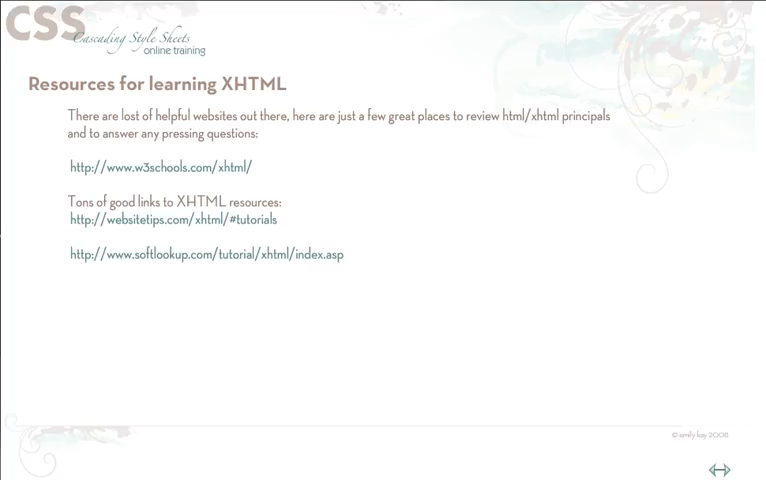 CSS
Cascading Style Sheets
online training
Resources for learning XHTML
There are lost of helpful websites out there, here are just a few great places to review html/xhtml principals
and to answer any pressing questions:
http://www.w3schools.com/xhtml/
Tons of good links to XHTML resources:
http://websitetips.com/xhtml/#tutorials
http://www.softlookup.com/tutorial/xhtml/index.asp
© emily kay 2008